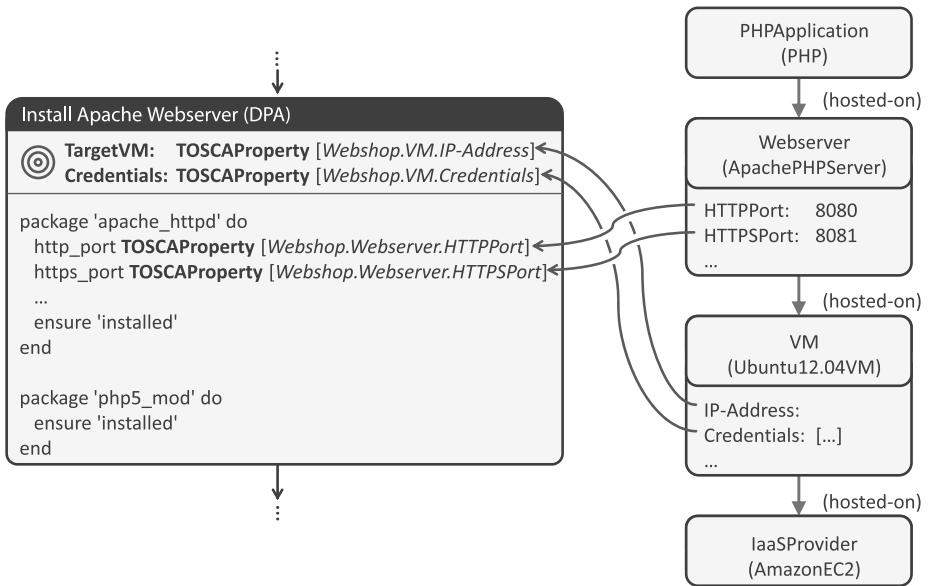 ⋮
Install Apache Webserver (DPA)
TargetVM: TOSCAProperty [Webshop.VM.IP-Address]
Credentials: TOSCAProperty [Webshop.VM.Credentials]
package 'apache_httpd' do
http_port TOSCAProperty [Webshop.Webserver.HTTPPort]
https_port TOSCAProperty [Webshop.Webserver.HTTPSPort]
...
ensure 'installed'
end
package 'php5_mod' do
ensure 'installed'
end
⋮
PHPApplication
(PHP)
(hosted-on)
Webserver
(ApachePHPServer)
HTTPPort: 8080
HTTPSPort: 8081
...
(hosted-on)
VM
(Ubuntu12.04VM)
IP-Address:
Credentials: [...]
...
(hosted-on)
IaaSProvider
(AmazonEC2)